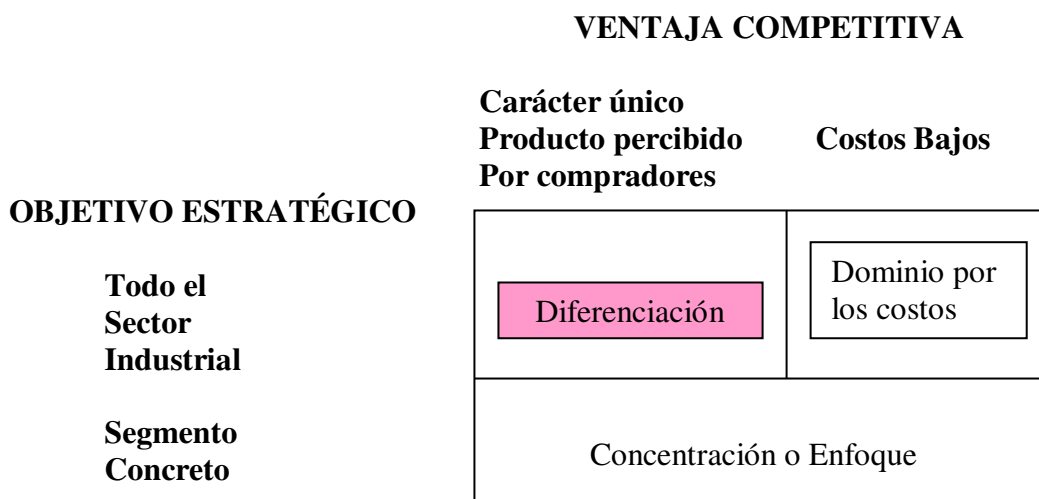 VENTAJA COMPETITIVA
Carácter único
Producto percibido
Por compradores
Costos Bajos
OBJETIVO ESTRATÉGICO
Todo el
Sector
Industrial
Diferenciación
Dominio por
los costos
Segmento
Concreto
Concentración o Enfoque